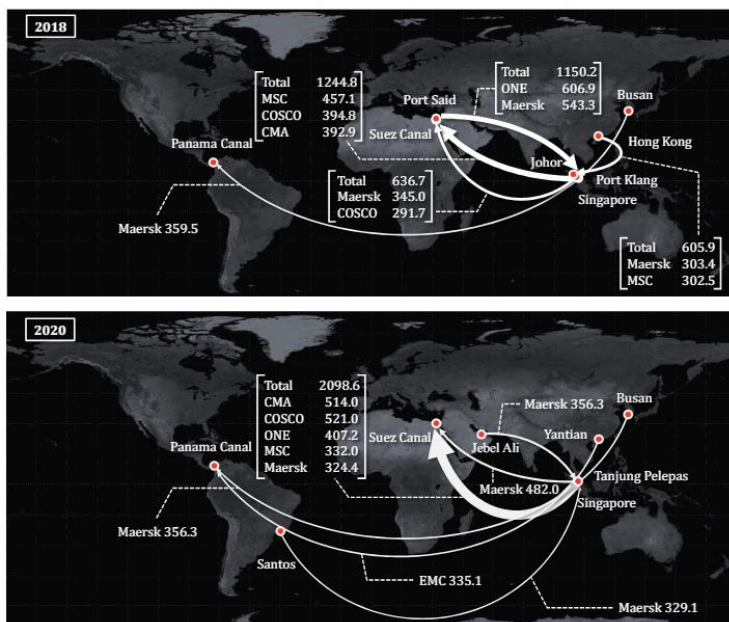 2018
Total 1244.8
MSC 457.1
COSCO 394.8
CMA 392.9
Port Said
Total 1150.2
ONE 606.9
Maersk 543.3
Busan
Panama Canal
Suez Canal
Hong Kong
Johor
Port Klang
Singapore
Total 636.7
Maersk 345.0
COSCO 291.7
Maersk 359.5
Total 605.9
Maersk 303.4
MSC 302.5
2020
Total 2098.6
CMA 514.0
COSCO 521.0
ONE 407.2
MSC 332.0
Maersk 324.4
Maersk 356.3
Busan
Suez Canal
Jebel Ali
Yantian
Panama Canal
Tanjung Pelepas
Maersk 482.0
Singapore
Maersk 356.3
Santos
EMC 335.1
Maersk 329.1